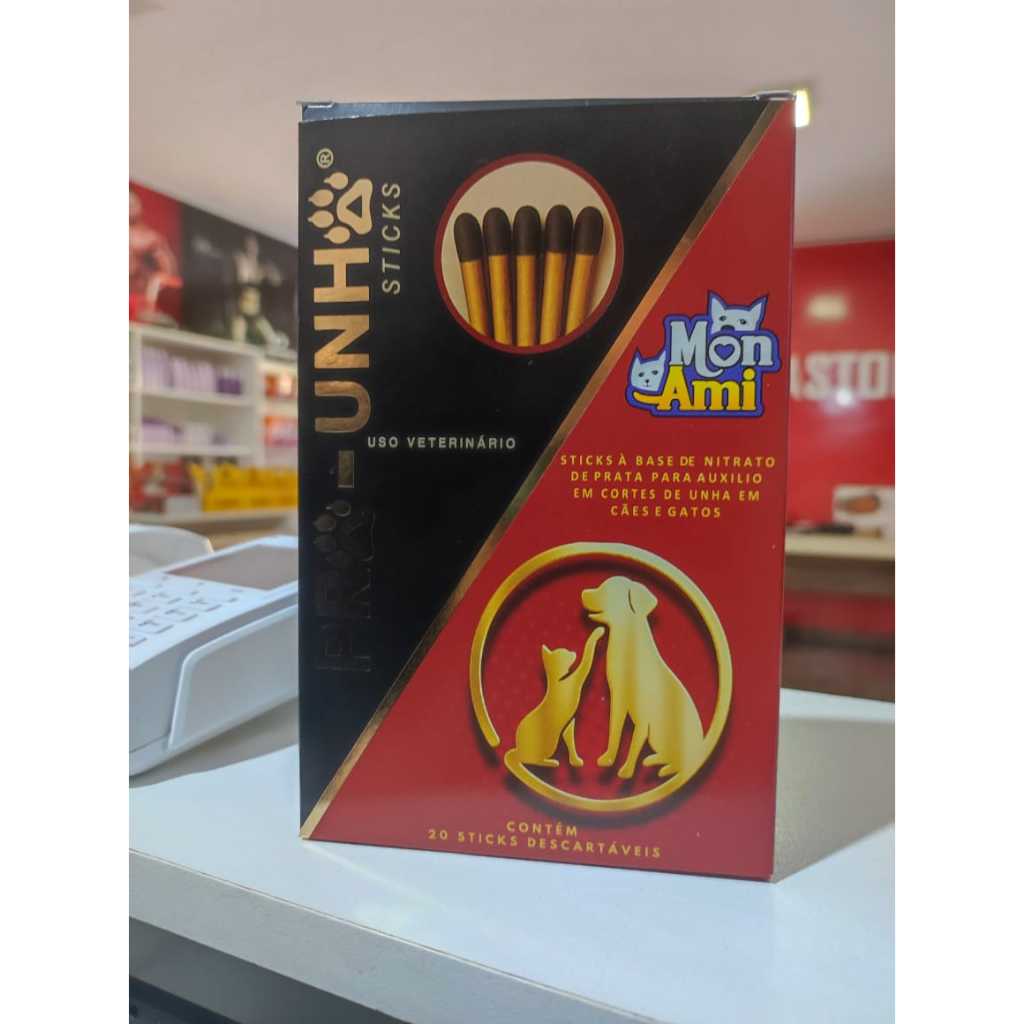 PRÓ-UNHA®
STICKS
USO VETERINÁRIO
Mon
Ami
STICKS À BASE DE NITRATO
DE PRATA PARA AUXILIO
EM CORTES DE UNHA EM
CÃES E GATOS
CONTÉM
20 STICKS DESCARTÁVEIS